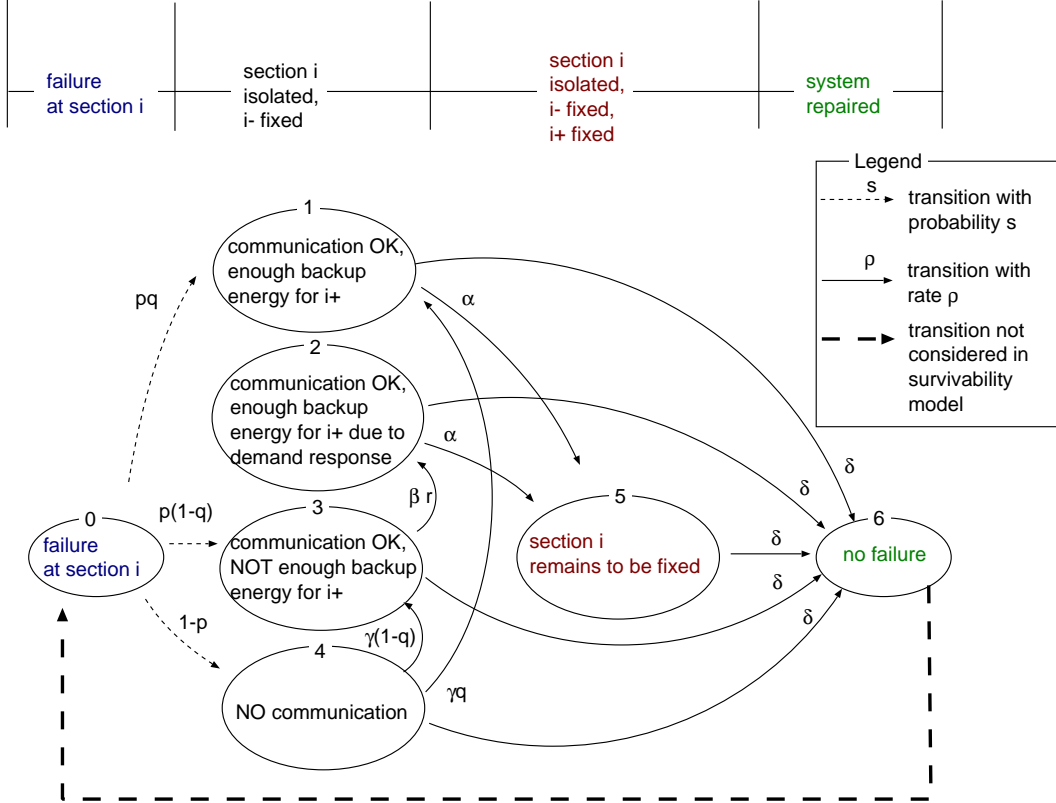 failure
at section i
section i
isolated,
i- fixed
section i
isolated,
i- fixed,
i+ fixed
system
repaired
Legend
s
transition with
probability s
ρ
transition with
rate ρ
transition not
considered in
survivability
model
1
communication OK,
enough backup
energy for i+
pq
α
2
communication OK,
enough backup
energy for i+ due to
demand response
α
δ
δ
β r
0
failure
at section i
p(1-q)
3
communication OK,
NOT enough backup
energy for i+
5
section i
remains to be fixed
δ
6
no failure
δ
1-p
γ(1-q)
δ
4
NO communication
γq